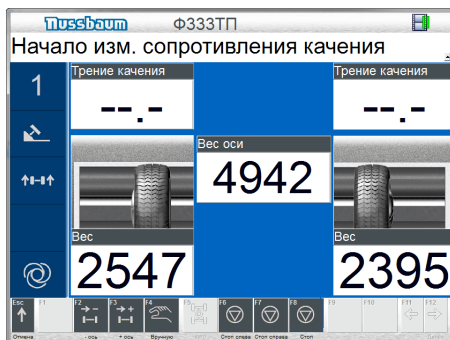 Nussbaum Ф333ТП
Начало изм. сопротивления качения
1
Трение качения
Трение качения
--.-
--.-
Вес оси
4942
Вес
Вес
2547
2395
Esc F1 F2 F3 F4 F5 F6 F7 F8 F9 F10 F11 F12
Отмена - ось + ось Вручную Стоп слева Стоп справа Стоп